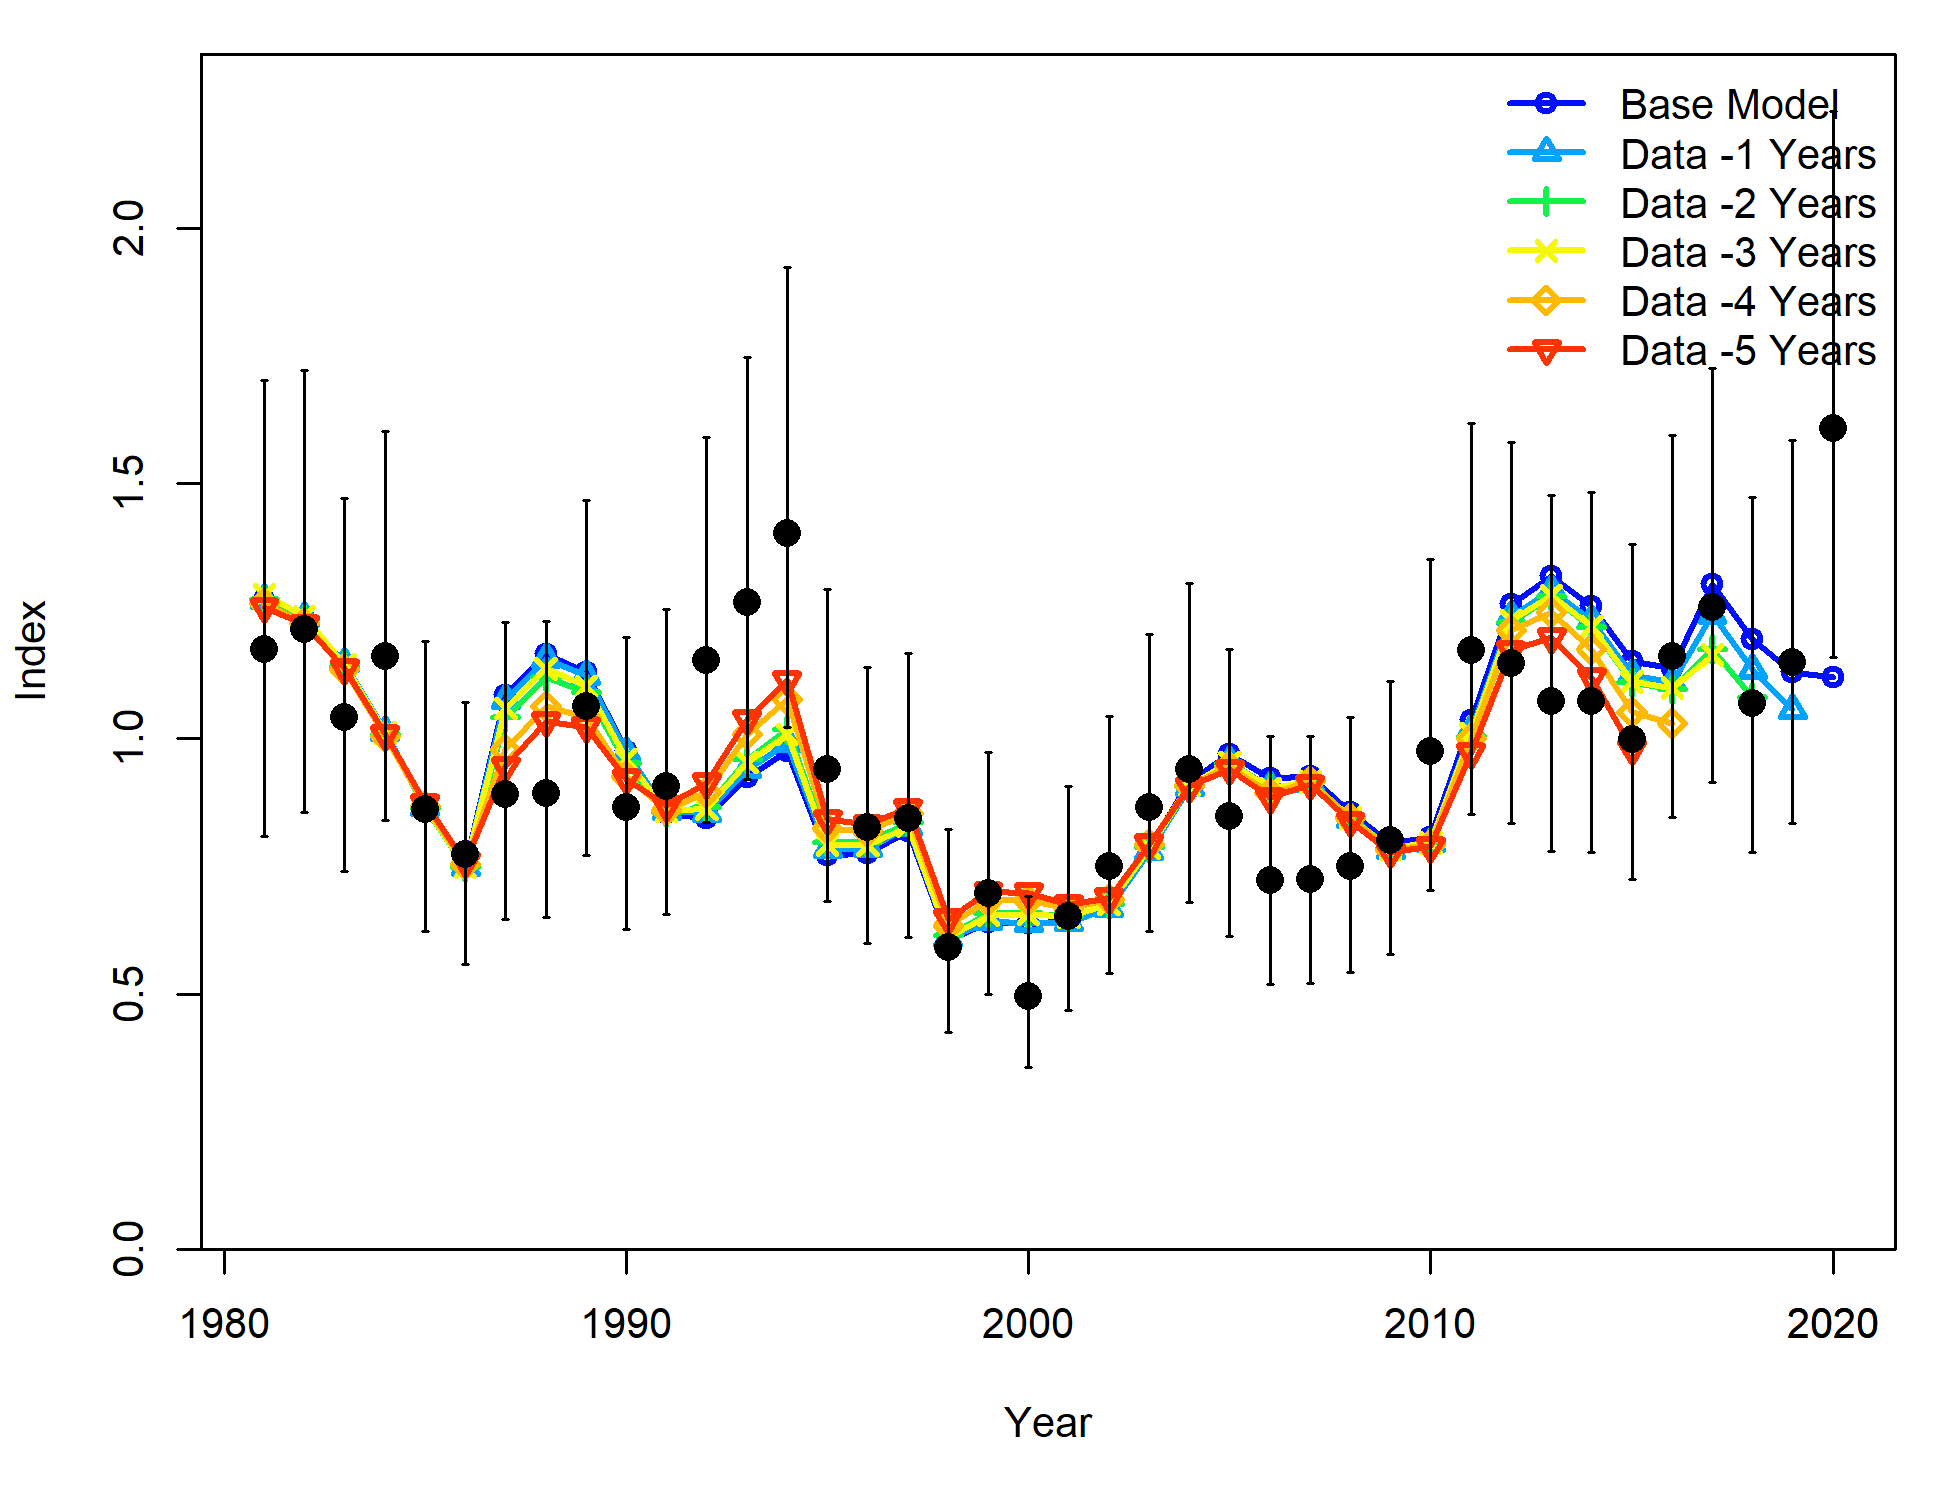 Base Model
Data -1 Years
Data -2 Years
Data -3 Years
Data -4 Years
Data -5 Years
2.0
1.5
1.0
0.5
0.0
Index
1980 1990 2000 2010 2020
Year